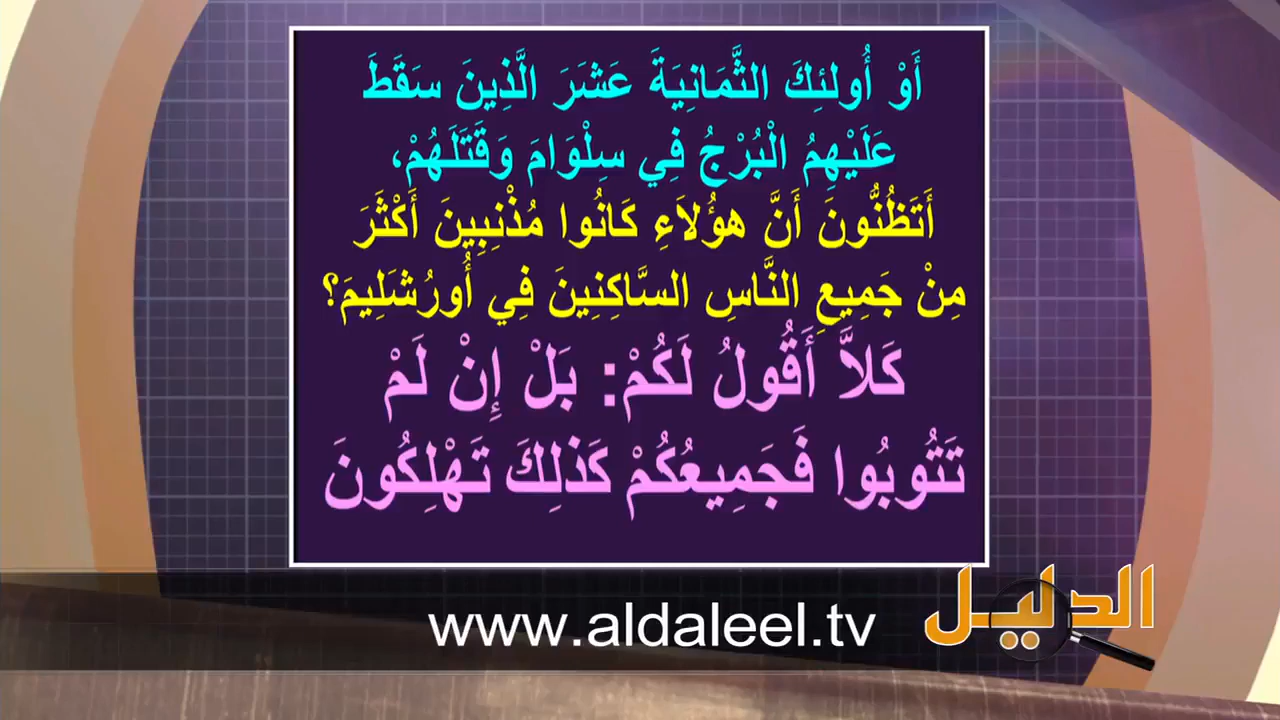 أَوْ أُولئِكَ الثَّمَانِيَةَ عَشَرَ الَّذِينَ سَقَطَ
عَلَيْهِمُ الْبُرْجُ فِي سِلْوَامَ وَقَتَلَهُمْ،
أَتَظُنُّونَ أَنَّ هؤُلاَءِ كَانُوا مُذْنِبِينَ أَكْثَرَ
مِنْ جَمِيعِ النَّاسِ السَّاكِنِينَ فِي أُورُشَلِيمَ؟
كَلاَّ أَقُولُ لَكُمْ: بَلْ إِنْ لَمْ
تَتُوبُوا فَجَمِيعُكُمْ كَذلِكَ تَهْلِكُونَ
الدليل
www.aldaleel.tv